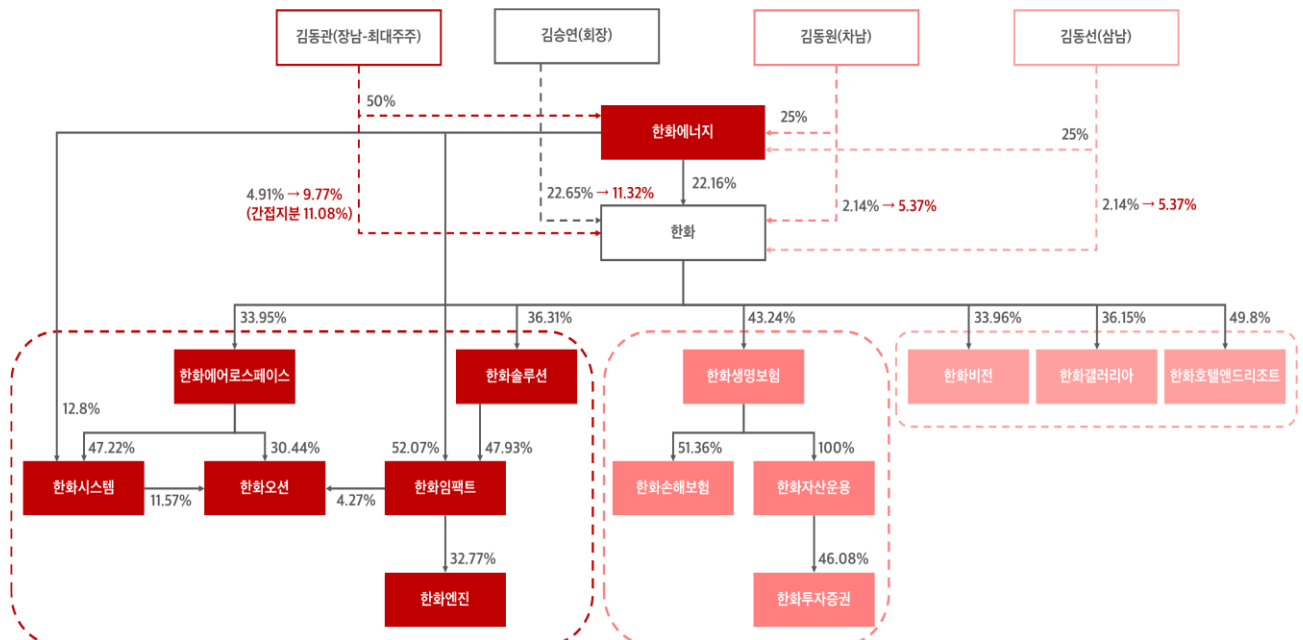 김동관(장남-최대주주)
김승연(회장)
김동원(차남)
김동선(삼남)
50%
한화에너지
25%
25%
22.16%
4.91% → 9.77%
(간접지분 11.08%)
22.65% → 11.32%
2.14% → 5.37%
2.14% → 5.37%
한화
33.95%
36.31%
43.24%
33.96%
36.15%
49.8%
한화에어로스페이스
한화솔루션
한화생명보험
한화비전
한화갤러리아
한화호텔앤드리조트
12.8%
47.22%
30.44%
52.07%
47.93%
51.36%
100%
한화시스템
11.57%
한화오션
4.27%
한화임팩트
한화손해보험
한화자산운용
32.77%
46.08%
한화엔진
한화투자증권